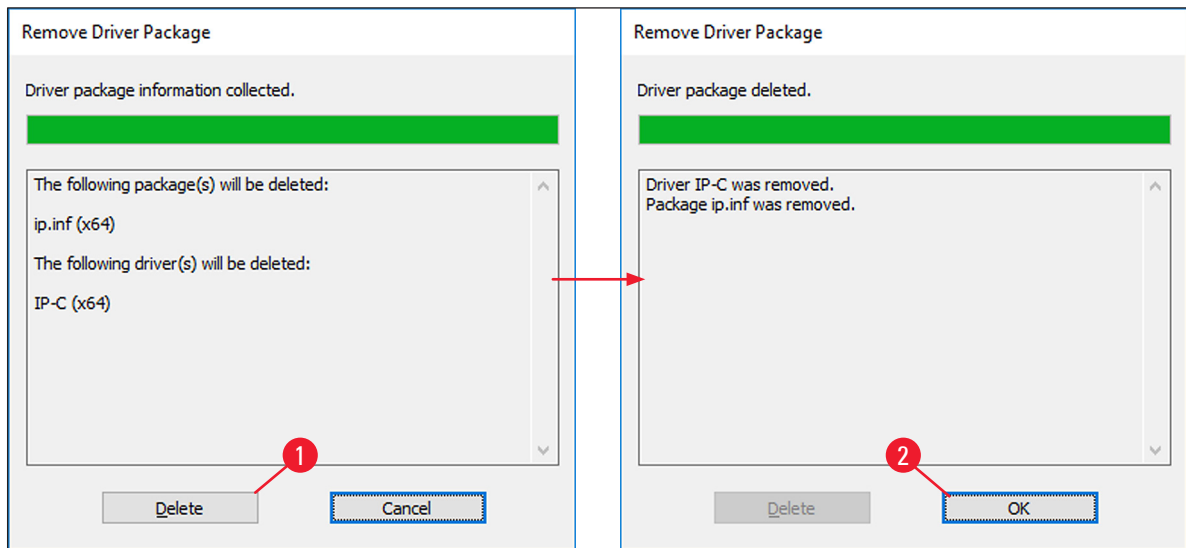 Remove Driver Package
Driver package information collected.
The following package(s) will be deleted:
ip.inf (x64)
The following driver(s) will be deleted:
IP-C (x64)
1
Delete
Cancel
Remove Driver Package
Driver package deleted.
Driver IP-C was removed.
Package ip.inf was removed.
2
Delete
OK